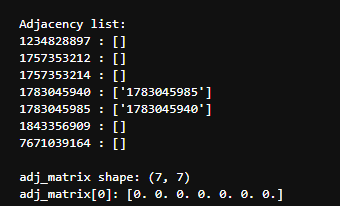 Adjacency list:
1234828897 : []
1757353212 : []
1757353214 : []
1783045940 : ['1783045985']
1783045985 : ['1783045940']
1843356909 : []
7671039164 : []
adj_matrix shape: (7, 7)
adj_matrix[0]: [0. 0. 0. 0. 0. 0. 0.]